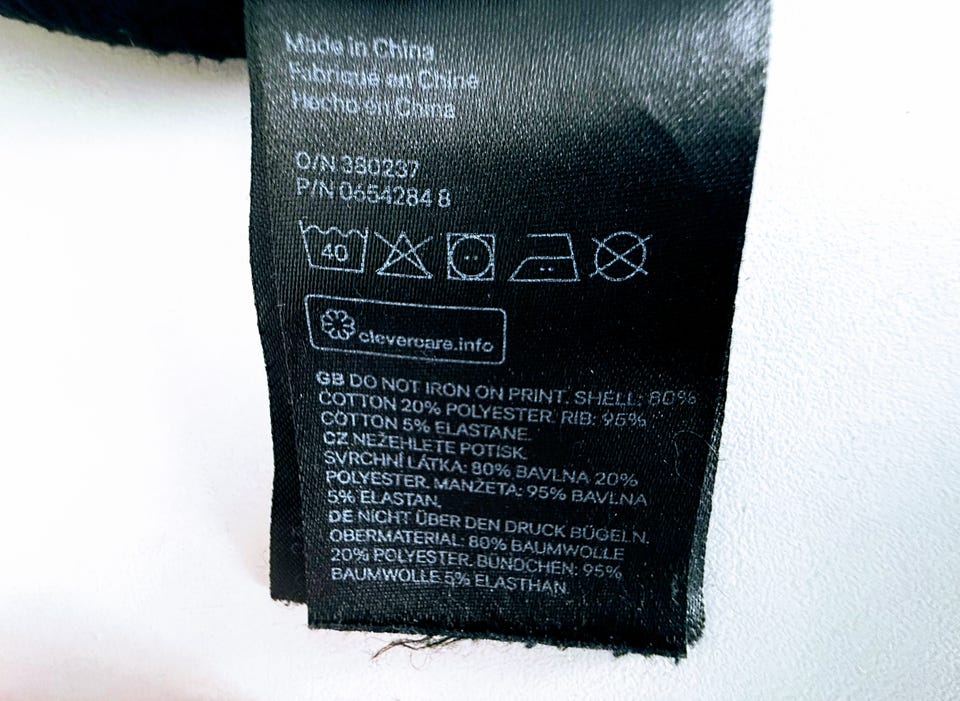 Made in China
Fabriqué en Chine
Hecho en China
O/N 380237
P/N 0654284 8
40
clevercare.info
GB DO NOT IRON ON PRINT. SHELL: 80%
COTTON 20% POLYESTER. RIB: 95%
COTTON 5% ELASTANE.
CZ NEŽEHLETE POTISK.
SVRCHNÍ LÁTKA: 80% BAVLNA 20%
POLYESTER. MANŽETA: 95% BAVLNA
5% ELASTAN.
DE NICHT ÜBER DEN DRUCK BÜGELN.
OBERMATERIAL: 80% BAUMWOLLE
20% POLYESTER. BÜNDCHEN: 95%
BAUMWOLLE 5% ELASTHAN.